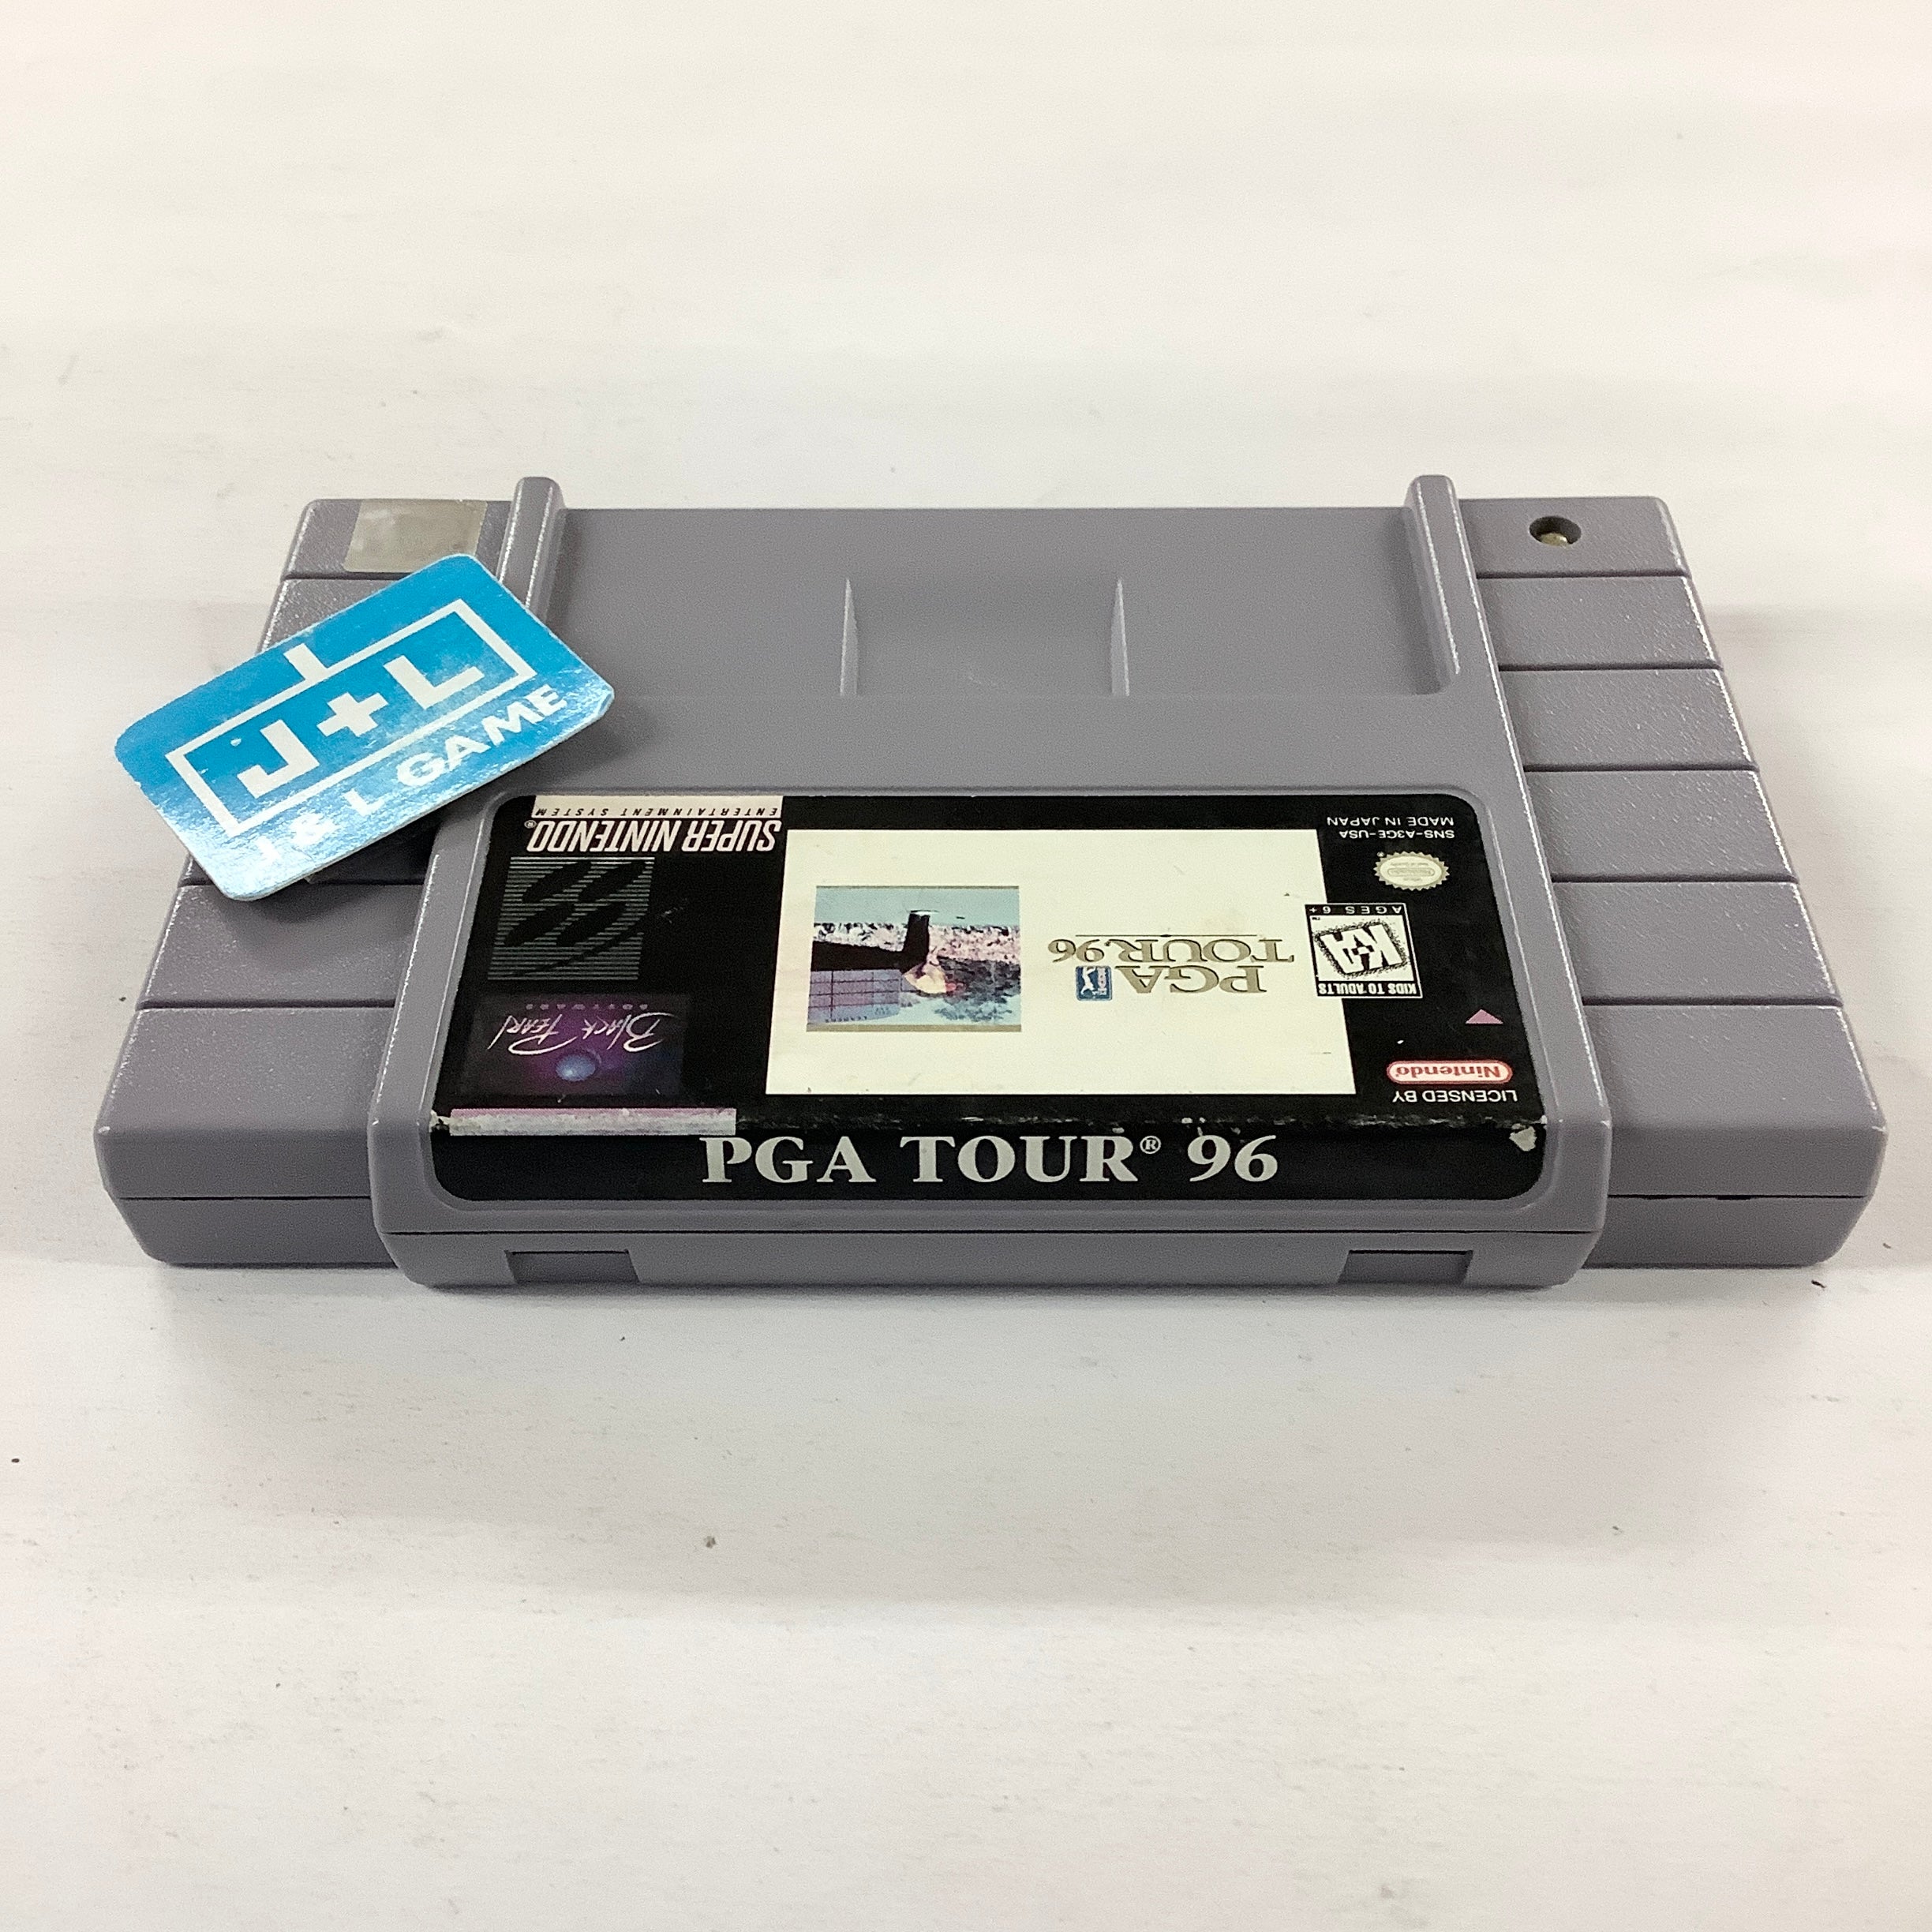 J+L
J & L GAME
SUPER NINTENDO®
ENTERTAINMENT SYSTEM
Black Pearl
SOFTWARE
PGA
TOUR 96
SNS-A3GE-USA
MADE IN JAPAN
KIDS TO ADULTS
K-A
AGES 6+
LICENSED BY
Nintendo
PGA TOUR® 96